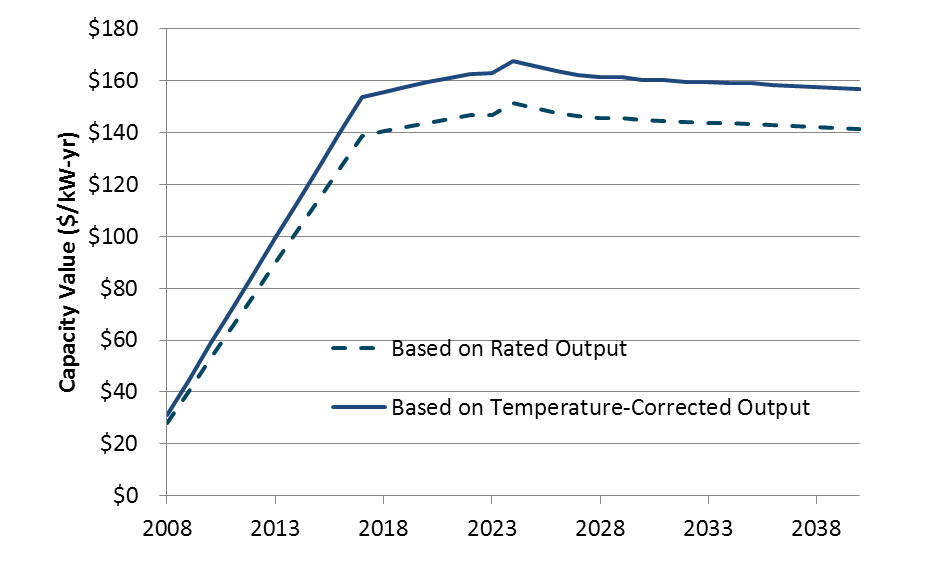 $180
$160
$140
$120
$100
$80
$60
$40
$20
$0
Capacity Value ($/kW-yr)
Based on Rated Output
Based on Temperature-Corrected Output
2008 2013 2018 2023 2028 2033 2038